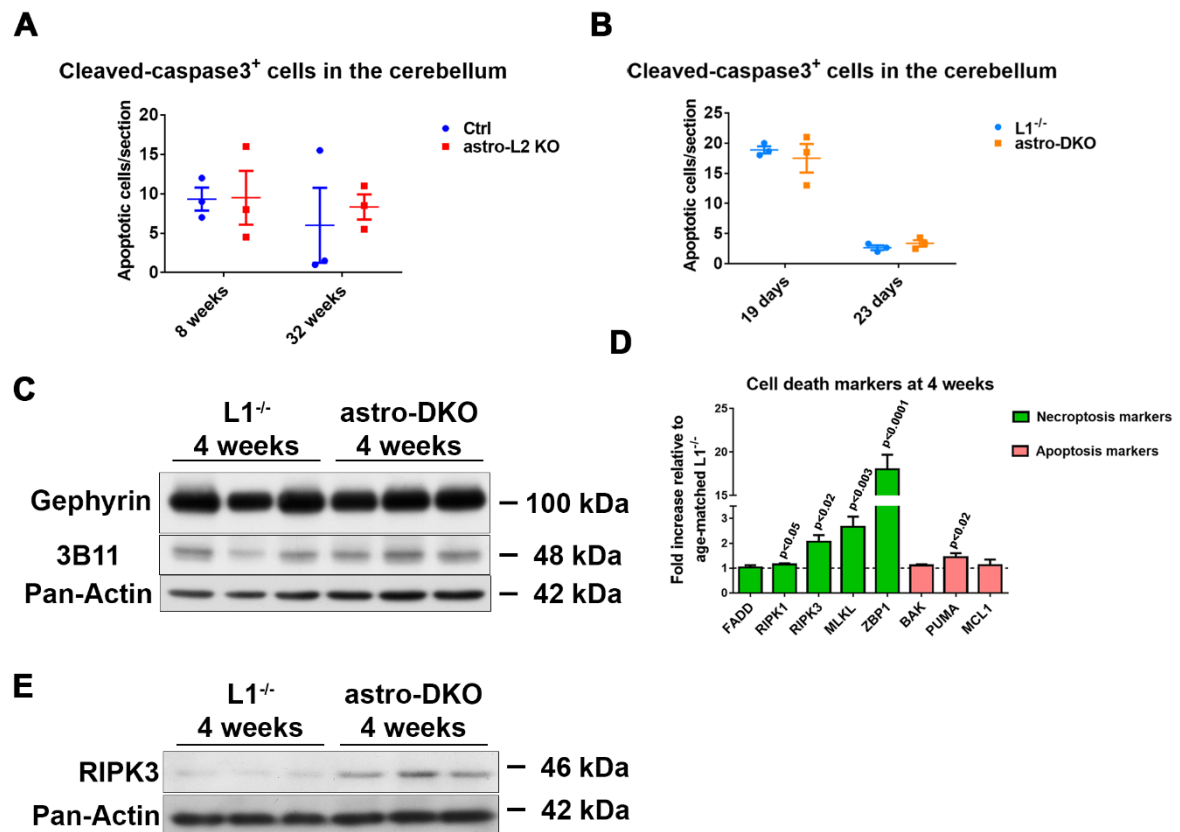 A
Cleaved-caspase3⁺ cells in the cerebellum
Apoptotic cells/section
20
15
10
5
0
8 weeks
32 weeks
Ctrl
astro-L2 KO
B
Cleaved-caspase3⁺ cells in the cerebellum
Apoptotic cells/section
25
20
15
10
5
0
19 days
23 days
L1⁻/⁻
astro-DKO
C
L1⁻/⁻ astro-DKO
4 weeks 4 weeks
Gephyrin – 100 kDa
3B11 – 48 kDa
Pan-Actin – 42 kDa
D
Cell death markers at 4 weeks
Fold increase relative to
age-matched L1⁻/⁻
25
20
15
4
3
2
1
0
p<0.05
p<0.02
p<0.003
p<0.0001
p<0.02
FADD
RIPK1
RIPK3
MLKL
ZBP1
BAK
PUMA
MCL1
Necroptosis markers
Apoptosis markers
E
L1⁻/⁻ astro-DKO
4 weeks 4 weeks
RIPK3 – 46 kDa
Pan-Actin – 42 kDa